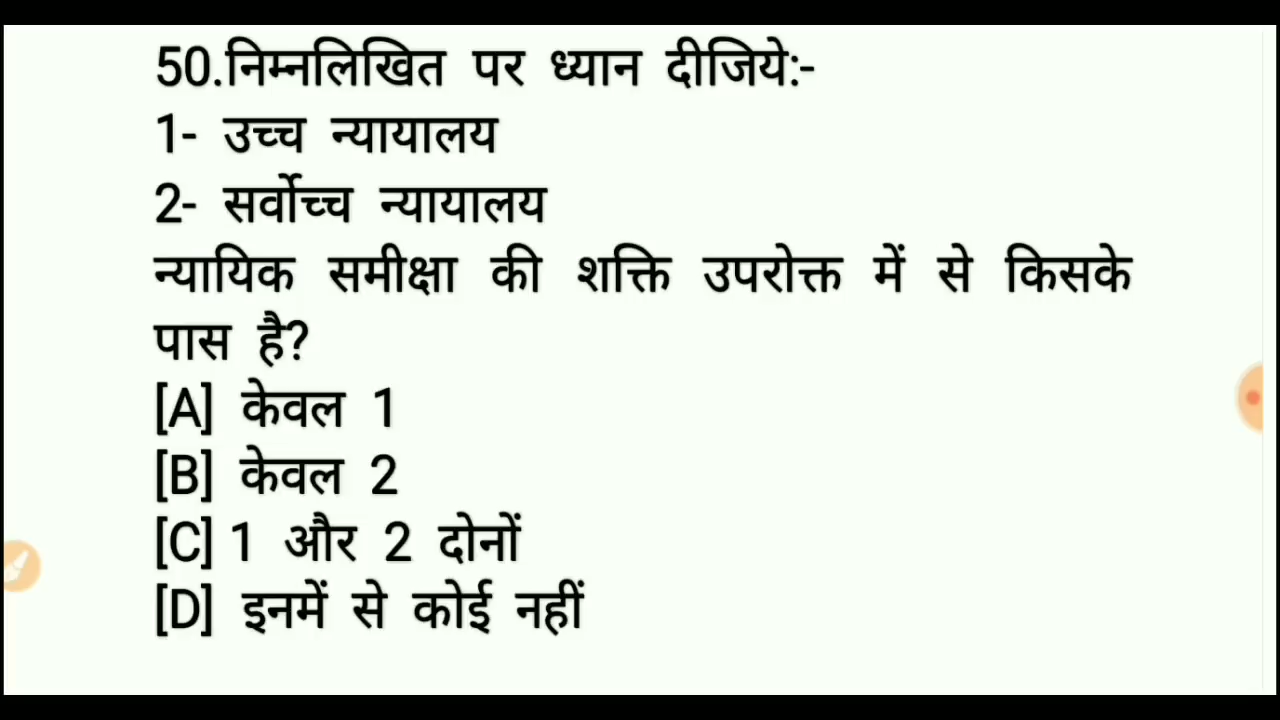 50.निम्नलिखित पर ध्यान दीजिये:-
1- उच्च न्यायालय
2- सर्वोच्च न्यायालय
न्यायिक समीक्षा की शक्ति उपरोक्त में से किसके
पास है?
[A] केवल 1
[B] केवल 2
[C] 1 और 2 दोनों
[D] इनमें से कोई नहीं